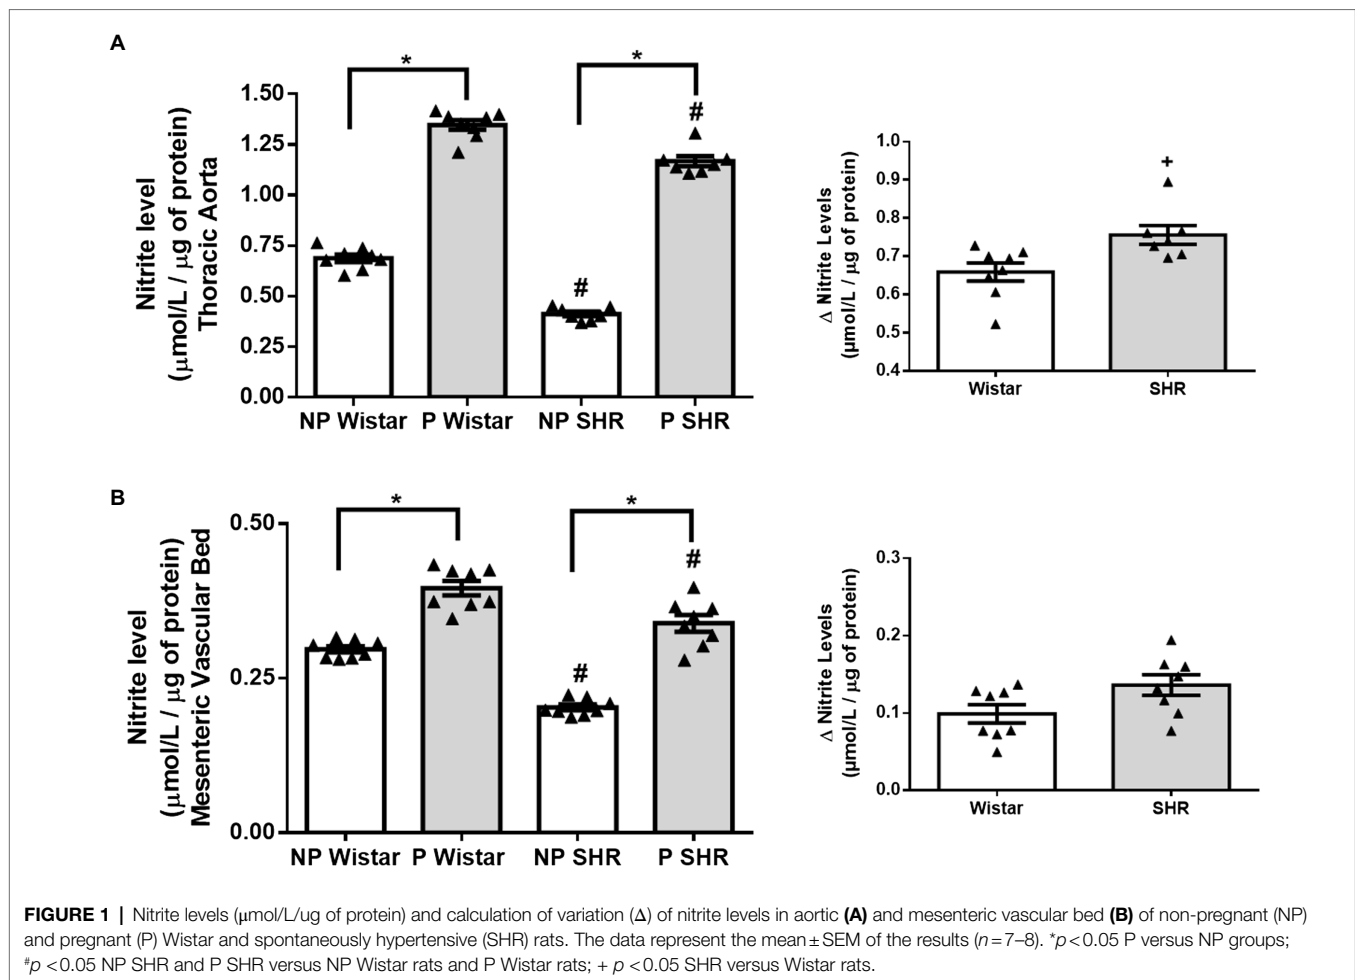 A
*
*
#
#
Nitrite level
(μmol/L / μg of protein)
Thoracic Aorta
1.50
1.25
1.00
0.75
0.50
0.25
0.00
NP Wistar P Wistar NP SHR P SHR
+
Δ Nitrite Levels
(μmol/L / μg of protein)
1.0
0.9
0.8
0.7
0.6
0.5
0.4
Wistar SHR
B
*
*
#
#
Nitrite level
(μmol/L / μg of protein)
Mesenteric Vascular Bed
0.50
0.25
0.00
NP Wistar P Wistar NP SHR P SHR
Δ Nitrite Levels
(μmol/L / μg of protein)
0.3
0.2
0.1
0.0
Wistar SHR
FIGURE 1 | Nitrite levels (μmol/L/ug of protein) and calculation of variation (Δ) of nitrite levels in aortic (A) and mesenteric vascular bed (B) of non-pregnant (NP)
and pregnant (P) Wistar and spontaneously hypertensive (SHR) rats. The data represent the mean ± SEM of the results (n = 7–8). *p < 0.05 P versus NP groups;
#p < 0.05 NP SHR and P SHR versus NP Wistar rats and P Wistar rats; + p < 0.05 SHR versus Wistar rats.